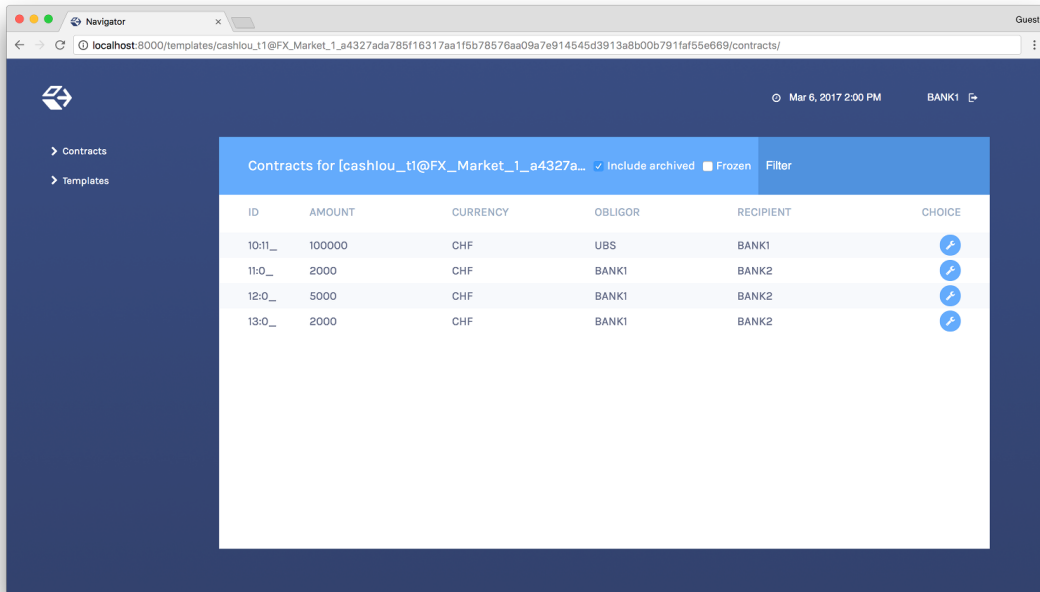 Navigator
Guest
localhost:8000/templates/cashIou_t1@FX_Market_1_a4327ada785f16317aa1f5b78576aa09a7e914545d3913a8b00b791faf55e669/contracts/
Mar 6, 2017 2:00 PM BANK1
Contracts
Templates
Contracts for [cashIou_t1@FX_Market_1_a4327a... Include archived Frozen Filter
ID AMOUNT CURRENCY OBLIGOR RECIPIENT CHOICE
10:11_ 100000 CHF UBS BANK1
11:0_ 2000 CHF BANK1 BANK2
12:0_ 5000 CHF BANK1 BANK2
13:0_ 2000 CHF BANK1 BANK2